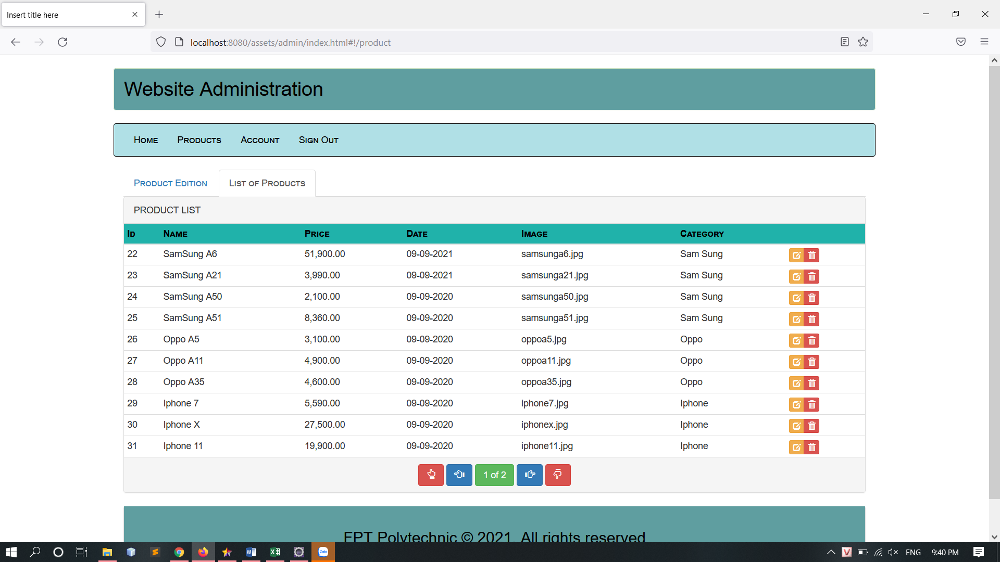 Insert title here
localhost:8080/assets/admin/index.html#!/product
Website Administration
Home Products Account Sign Out
Product Edition List of Products
PRODUCT LIST
Id Name Price Date Image Category
22 SamSung A6 51,900.00 09-09-2021 samsunga6.jpg Sam Sung
23 SamSung A21 3,990.00 09-09-2021 samsunga21.jpg Sam Sung
24 SamSung A50 2,100.00 09-09-2020 samsunga50.jpg Sam Sung
25 SamSung A51 8,360.00 09-09-2020 samsunga51.jpg Sam Sung
26 Oppo A5 3,100.00 09-09-2020 oppoa5.jpg Oppo
27 Oppo A11 4,900.00 09-09-2020 oppoa11.jpg Oppo
28 Oppo A35 4,600.00 09-09-2020 oppoa35.jpg Oppo
29 Iphone 7 5,590.00 09-09-2020 iphone7.jpg Iphone
30 Iphone X 27,500.00 09-09-2020 iphonex.jpg Iphone
31 Iphone 11 19,900.00 09-09-2020 iphone11.jpg Iphone
1 of 2
FPT Polytechnic © 2021. All rights reserved
Zalo ENG 9:40 PM